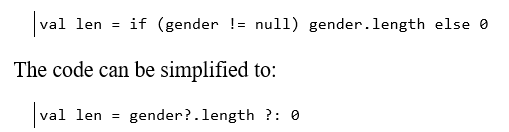 val len = if (gender != null) gender.length else 0
The code can be simplified to:
val len = gender?.length ?: 0